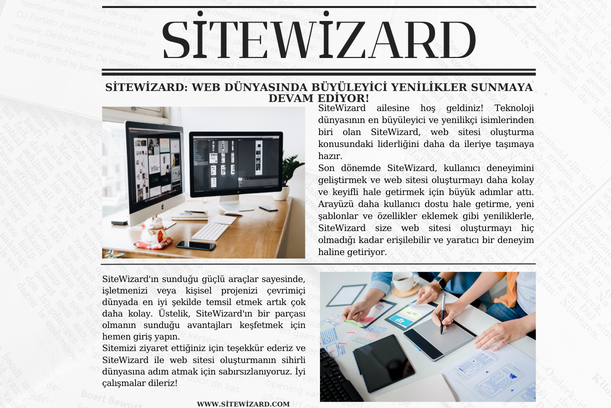 SİTEWİZARD
SİTEWİZARD: WEB DÜNYASINDA BÜYÜLEYİCİ YENİLİKLER SUNMAYA
DEVAM EDİYOR!
SiteWizard ailesine hoş geldiniz! Teknoloji
dünyasının en büyüleyici ve yenilikçi isimlerinden
biri olan SiteWizard, web sitesi oluşturma
konusundaki liderliğini daha da ileriye taşımaya
hazır.
Son dönemde SiteWizard, kullanıcı deneyimini
geliştirmek ve web sitesi oluşturmayı daha kolay
ve keyifli hale getirmek için büyük adımlar attı.
Arayüzü daha kullanıcı dostu hale getirme, yeni
şablonlar ve özellikler eklemek gibi yeniliklerle,
SiteWizard size web sitesi oluşturmayı hiç
olmadığı kadar erişilebilir ve yaratıcı bir deneyim
haline getiriyor.
SiteWizard'ın sunduğu güçlü araçlar sayesinde,
işletmenizi veya kişisel projenizi çevrimiçi
dünyada en iyi şekilde temsil etmek artık çok
daha kolay. Üstelik, SiteWizard'ın bir parçası
olmanın sunduğu avantajları keşfetmek için
hemen giriş yapın.
Sitemizi ziyaret ettiğiniz için teşekkür ederiz ve
SiteWizard ile web sitesi oluşturmanın sihirli
dünyasına adım atmak için sabırsızlanıyoruz. İyi
çalışmalar dileriz!
WWW.SİTEWİZARD.COM